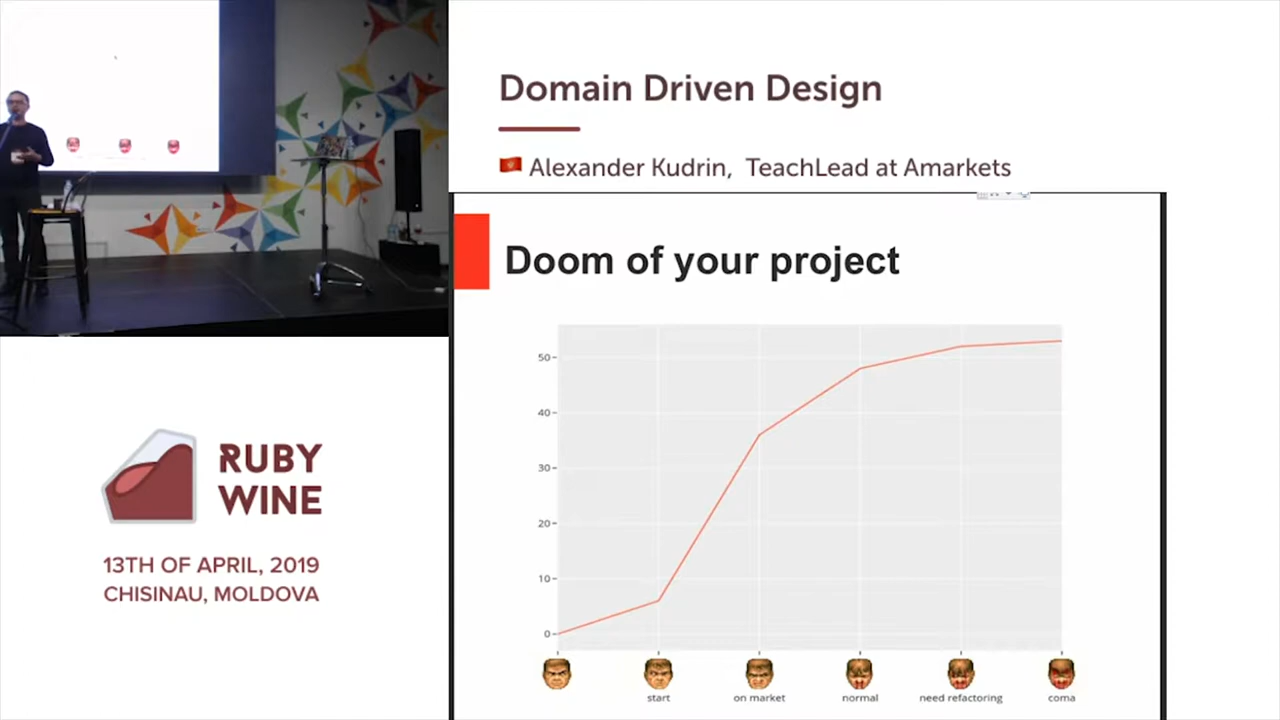 Domain Driven Design
Alexander Kudrin, TeachLead at Amarkets
Doom of your project
50
40
30
20
10
0
start
on market
normal
need refactoring
coma
RUBY
WINE
13TH OF APRIL, 2019
CHISINAU, MOLDOVA